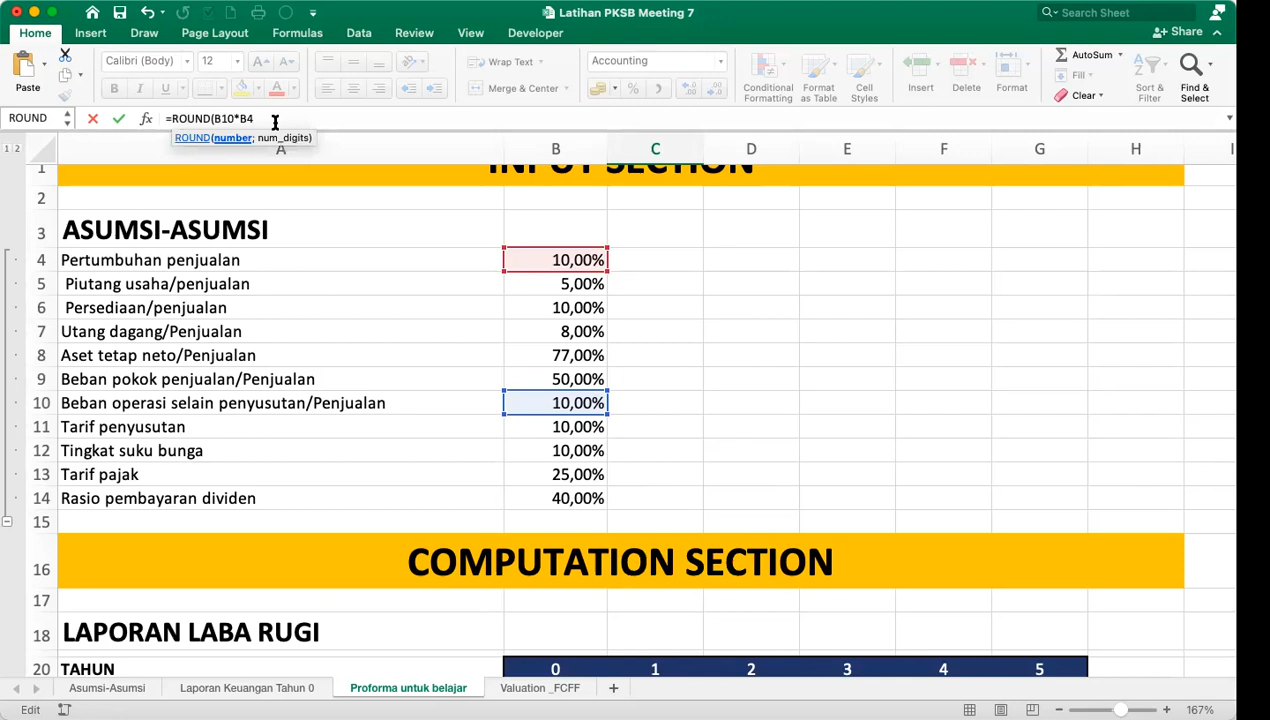 Latihan PKSB Meeting 7
Search Sheet
Home Insert Draw Page Layout Formulas Data Review View Developer
Share
Paste
Calibri (Body) 12
Wrap Text
Merge & Center
Accounting
Conditional Formatting
Format as Table
Cell Styles
Insert
Delete
Format
AutoSum
Fill
Clear
Sort & Filter
Find & Select
ROUND =ROUND(B10*B4
ROUND(number; num_digits)
1 2
A B C D E F G H I
1 INPUT SECTION
2
3 ASUMSI-ASUMSI
4 Pertumbuhan penjualan 10,00%
5 Piutang usaha/penjualan 5,00%
6 Persediaan/penjualan 10,00%
7 Utang dagang/Penjualan 8,00%
8 Aset tetap neto/Penjualan 77,00%
9 Beban pokok penjualan/Penjualan 50,00%
10 Beban operasi selain penyusutan/Penjualan 10,00%
11 Tarif penyusutan 10,00%
12 Tingkat suku bunga 10,00%
13 Tarif pajak 25,00%
14 Rasio pembayaran dividen 40,00%
15
16 COMPUTATION SECTION
17
18 LAPORAN LABA RUGI
20 TAHUN 0 1 2 3 4 5
Asumsi-Asumsi Laporan Keuangan Tahun 0 Proforma untuk belajar Valuation _FCFF
Edit 167%